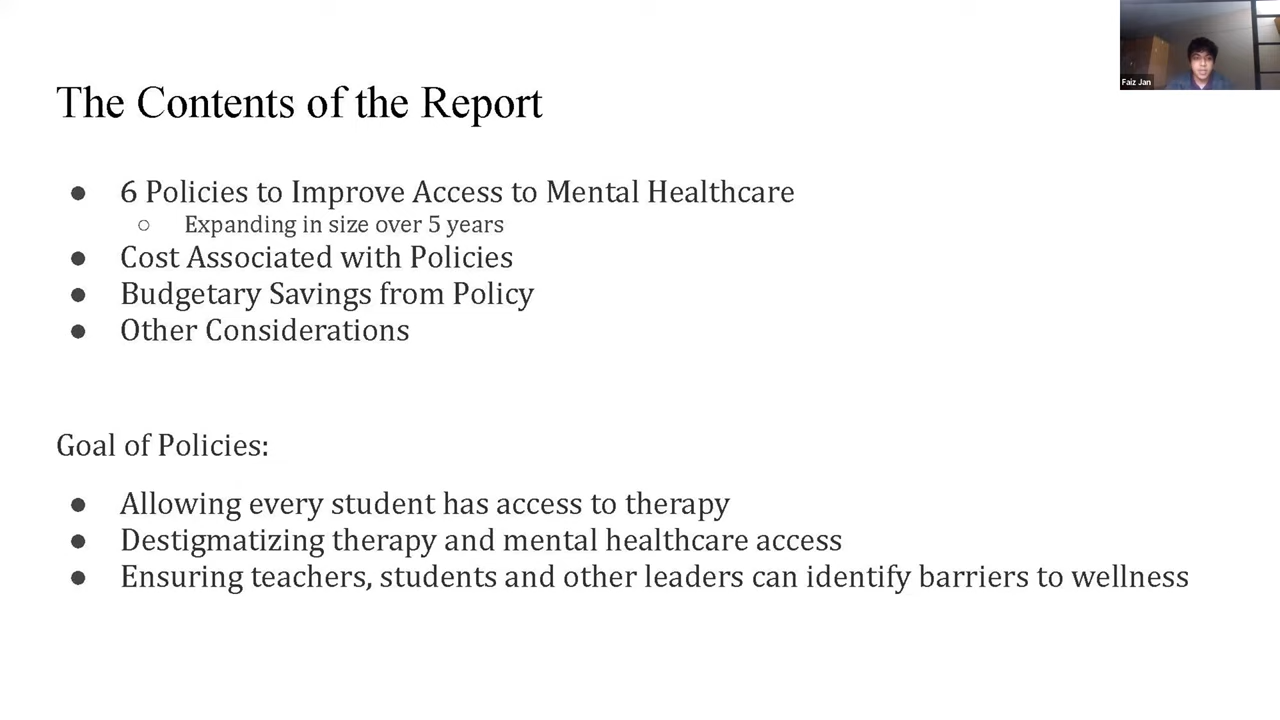 Faiz Jan
The Contents of the Report
● 6 Policies to Improve Access to Mental Healthcare
○ Expanding in size over 5 years
● Cost Associated with Policies
● Budgetary Savings from Policy
● Other Considerations
Goal of Policies:
● Allowing every student has access to therapy
● Destigmatizing therapy and mental healthcare access
● Ensuring teachers, students and other leaders can identify barriers to wellness